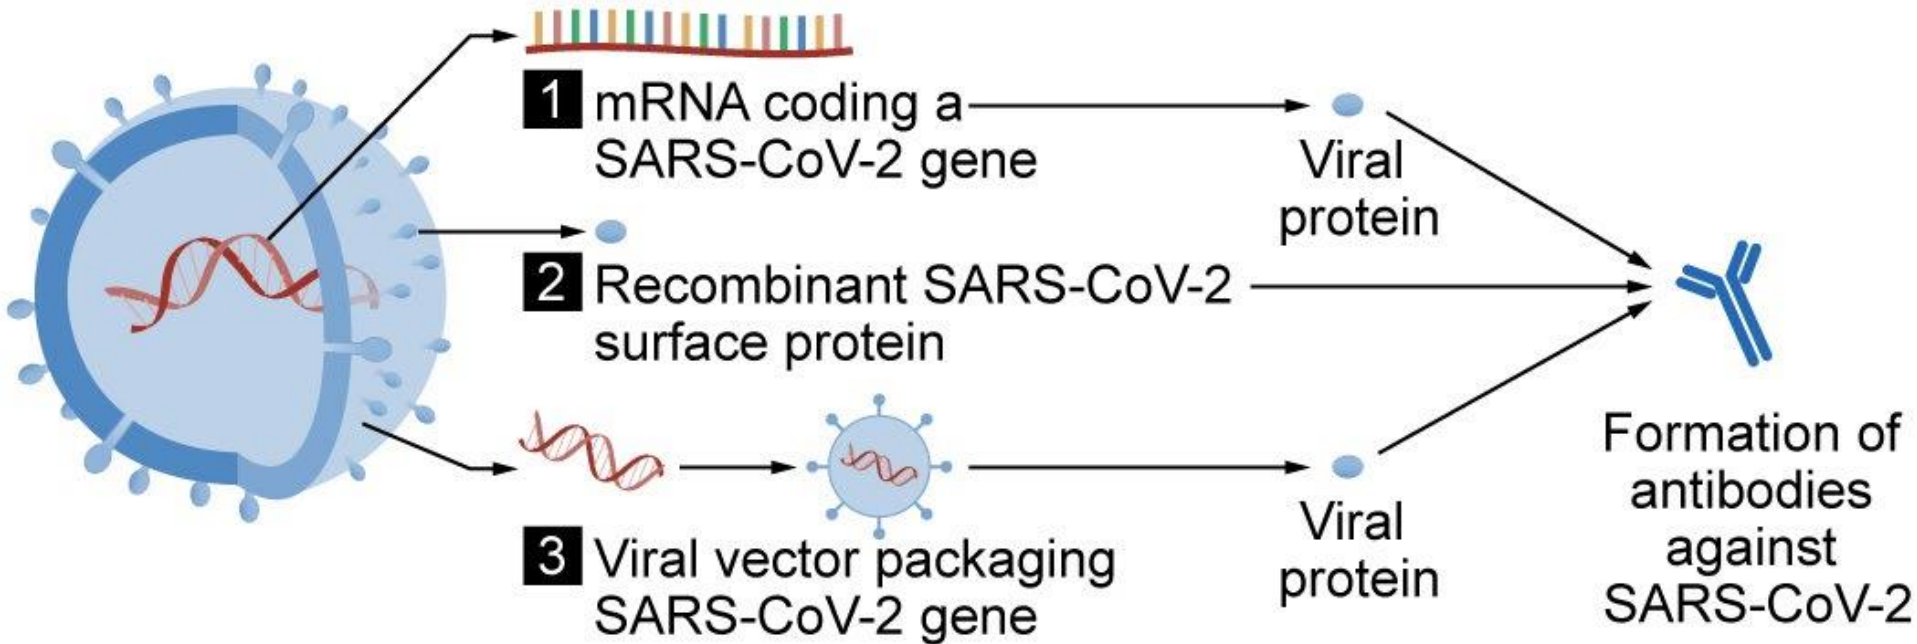 1 mRNA coding a
SARS-CoV-2 gene
Viral
protein
2 Recombinant SARS-CoV-2
surface protein
3 Viral vector packaging
SARS-CoV-2 gene
Viral
protein
Formation of
antibodies
against
SARS-CoV-2